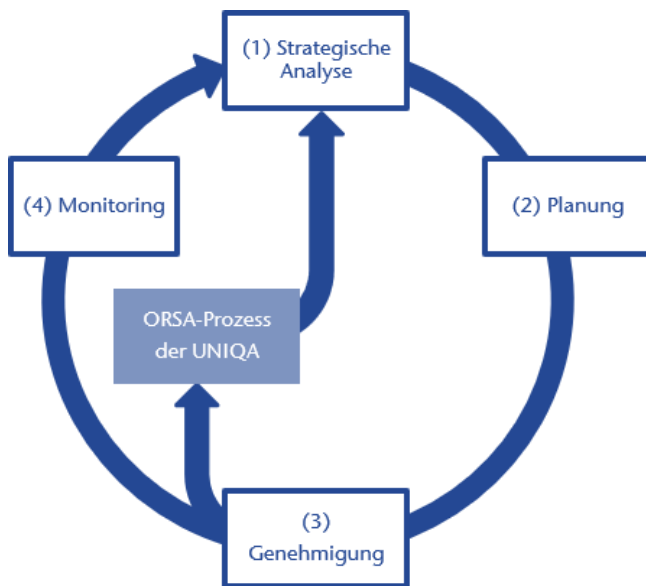 (1) Strategische
Analyse
(2) Planung
(3)
Genehmigung
(4) Monitoring
ORSA-Prozess
der UNIQA